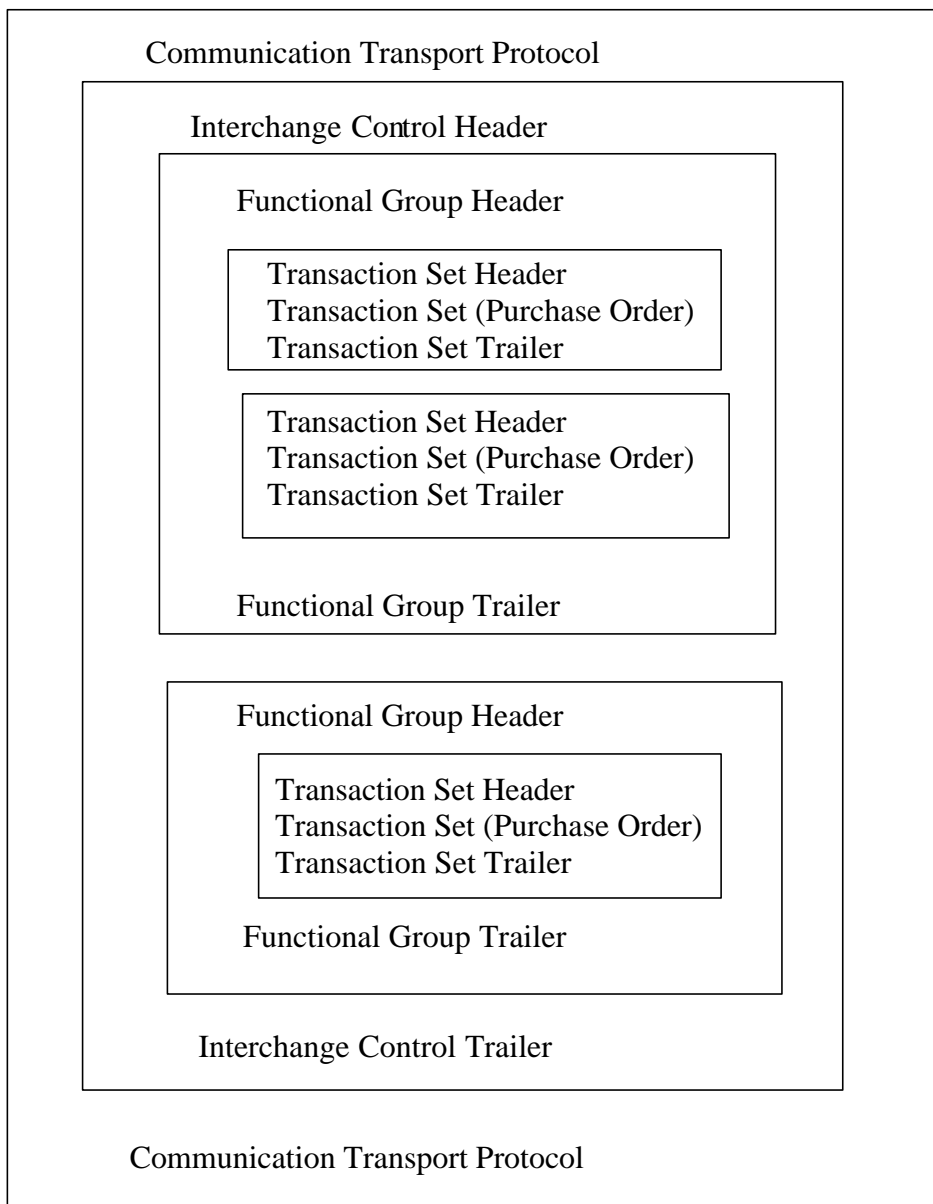 Communication Transport Protocol
Interchange Control Header
Functional Group Header
Transaction Set Header
Transaction Set (Purchase Order)
Transaction Set Trailer
Transaction Set Header
Transaction Set (Purchase Order)
Transaction Set Trailer
Functional Group Trailer
Functional Group Header
Transaction Set Header
Transaction Set (Purchase Order)
Transaction Set Trailer
Functional Group Trailer
Interchange Control Trailer
Communication Transport Protocol